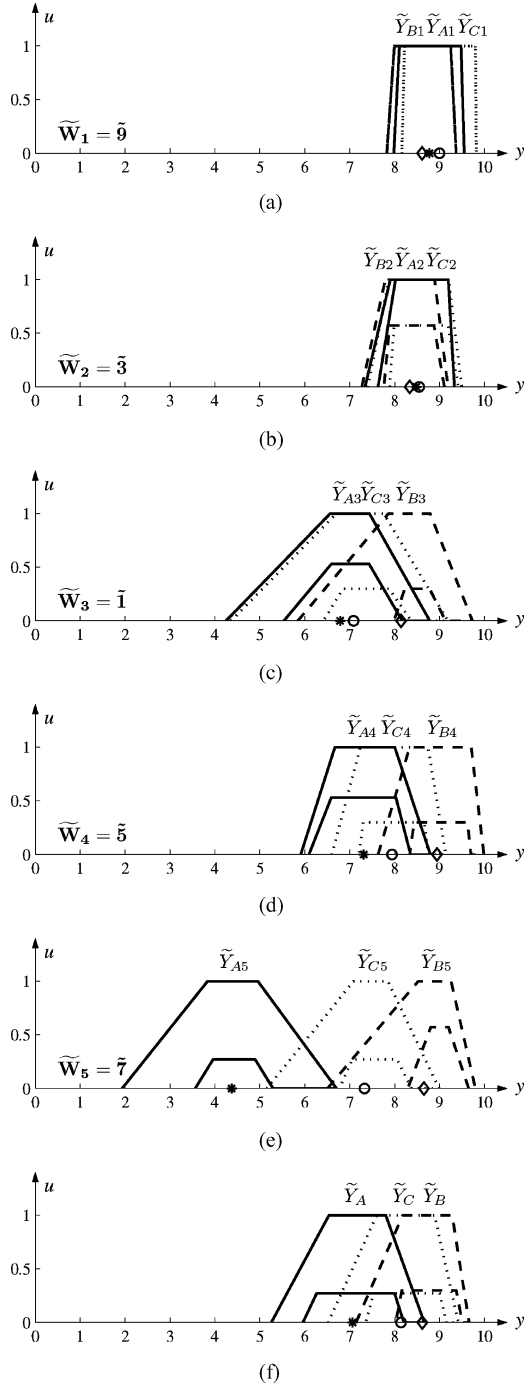 u
Ỹ_B1 Ỹ_A1 Ỹ_C1
1
0.5
W̃_1 = 9̃
0
0 1 2 3 4 5 6 7 8 9 10 y
(a)
u
Ỹ_B2 Ỹ_A2 Ỹ_C2
1
0.5
W̃_2 = 3̃
0
0 1 2 3 4 5 6 7 8 9 10 y
(b)
u
Ỹ_A3 Ỹ_C3 Ỹ_B3
1
0.5
W̃_3 = 1̃
0
0 1 2 3 4 5 6 7 8 9 10 y
(c)
u
Ỹ_A4 Ỹ_C4 Ỹ_B4
1
0.5
W̃_4 = 5̃
0
0 1 2 3 4 5 6 7 8 9 10 y
(d)
u
Ỹ_A5 Ỹ_C5 Ỹ_B5
1
0.5
W̃_5 = 7̃
0
0 1 2 3 4 5 6 7 8 9 10 y
(e)
u
Ỹ_A Ỹ_C Ỹ_B
1
0.5
0
0 1 2 3 4 5 6 7 8 9 10 y
(f)